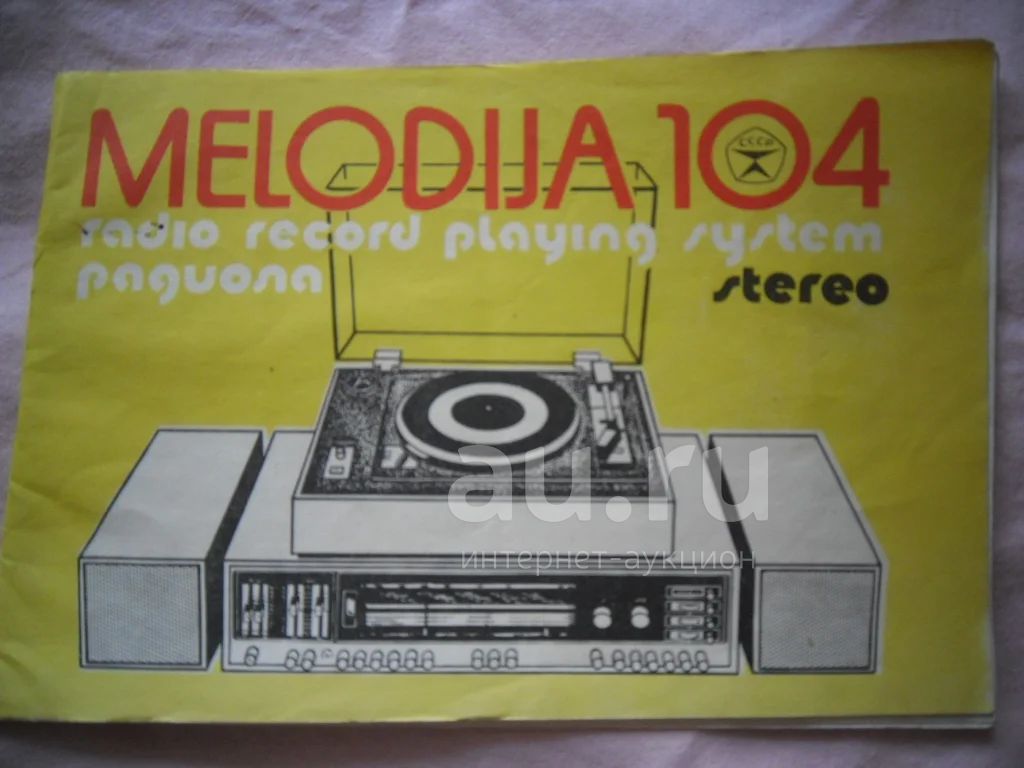 MELODIJA 104
СССР
radio record playing system
радиола
stereo
au.ru
интернет-аукцион